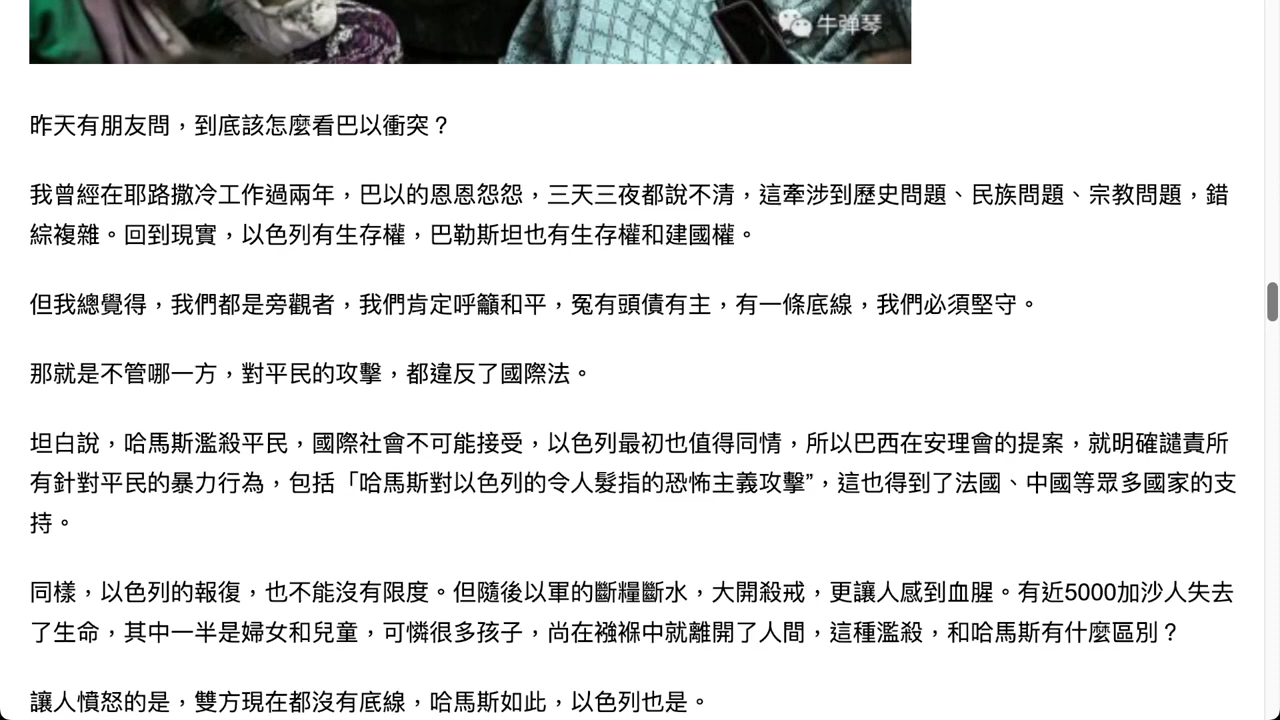 牛弹琴
昨天有朋友問，到底該怎麼看巴以衝突？
我曾經在耶路撒冷工作過兩年，巴以的恩恩怨怨，三天三夜都說不清，這牽涉到歷史問題、民族問題、宗教問題，錯
綜複雜。回到現實，以色列有生存權，巴勒斯坦也有生存權和建國權。
但我總覺得，我們都是旁觀者，我們肯定呼籲和平，冤有頭債有主，有一條底線，我們必須堅守。
那就是不管哪一方，對平民的攻擊，都違反了國際法。
坦白說，哈馬斯濫殺平民，國際社會不可能接受，以色列最初也值得同情，所以巴西在安理會的提案，就明確譴責所
有針對平民的暴力行為，包括「哈馬斯對以色列的令人髮指的恐怖主義攻擊”，這也得到了法國、中國等眾多國家的支
持。
同樣，以色列的報復，也不能沒有限度。但隨後以軍的斷糧斷水，大開殺戒，更讓人感到血腥。有近5000加沙人失去
了生命，其中一半是婦女和兒童，可憐很多孩子，尚在襁褓中就離開了人間，這種濫殺，和哈馬斯有什麼區別？
讓人憤怒的是，雙方現在都沒有底線，哈馬斯如此，以色列也是。